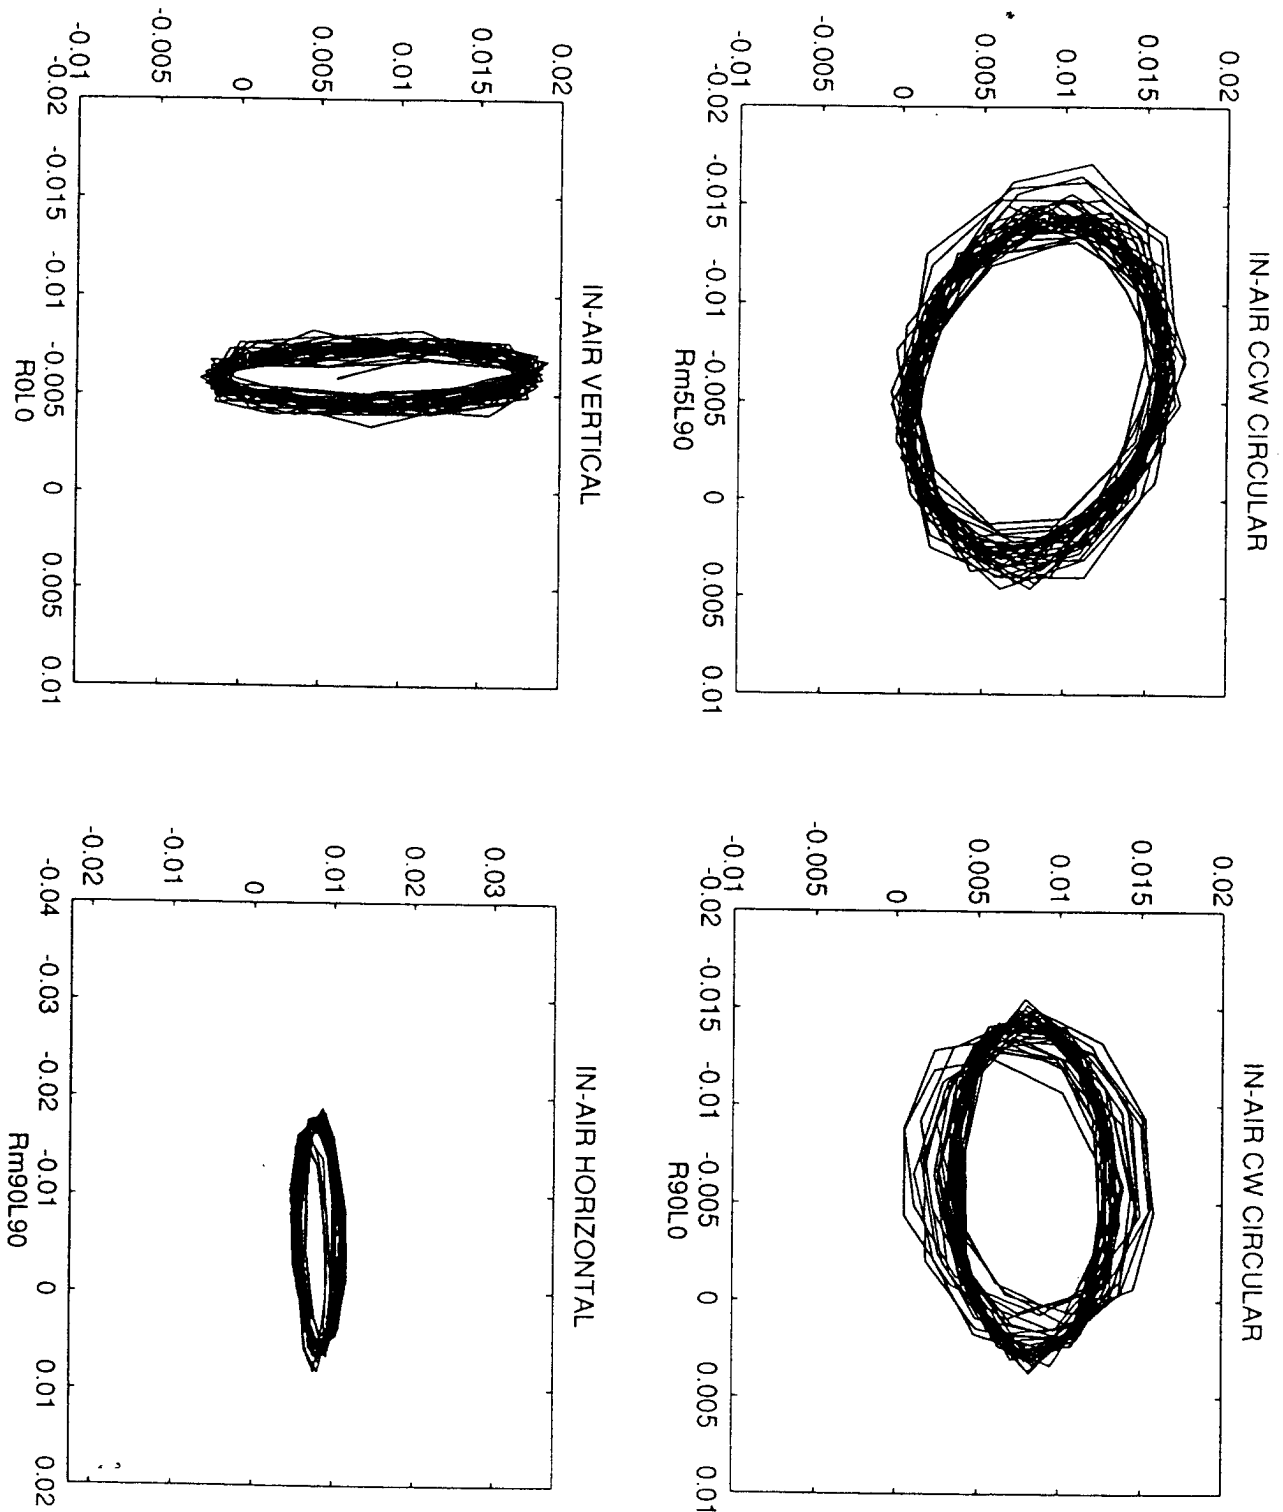 IN-AIR CCW CIRCULAR
0.02
0.015
0.01
0.005
0
-0.005
-0.01
-0.02 -0.015 -0.01 -0.005 0 0.005 0.01
Rm5L90
IN-AIR CW CIRCULAR
0.02
0.015
0.01
0.005
0
-0.005
-0.01
-0.02 -0.015 -0.01 -0.005 0 0.005 0.01
R90L0
IN-AIR VERTICAL
0.02
0.015
0.01
0.005
0
-0.005
-0.01
-0.02 -0.015 -0.01 -0.005 0 0.005 0.01
R0L0
IN-AIR HORIZONTAL
0.03
0.02
0.01
0
-0.01
-0.02
-0.04 -0.03 -0.02 -0.01 0 0.01 0.02
Rm90L90